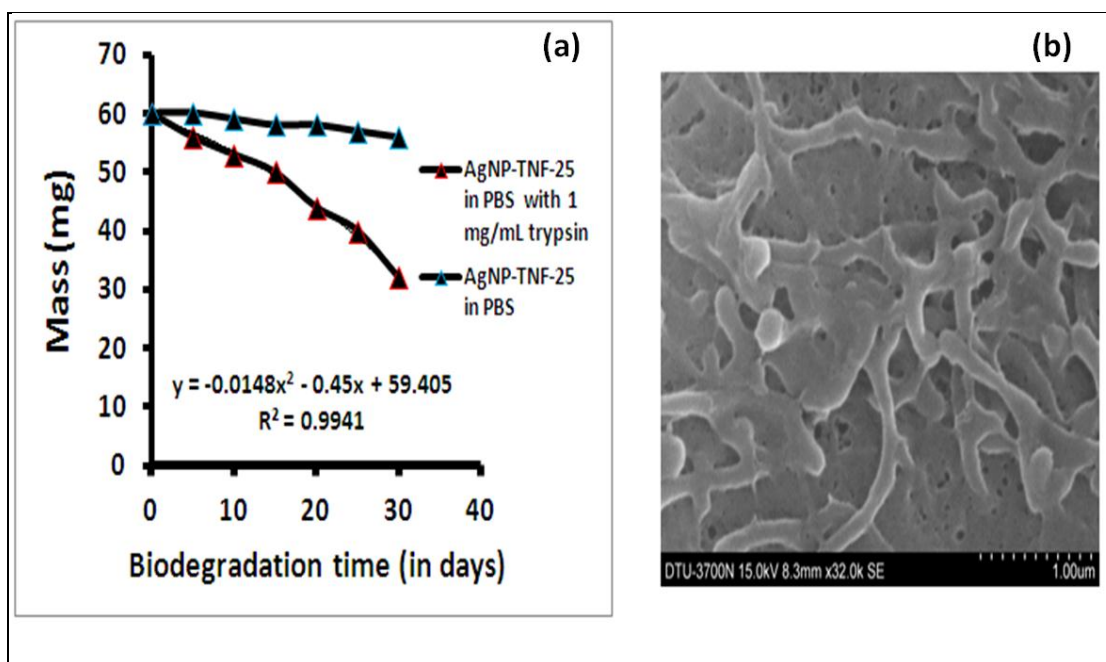 (a)
70
60
50
40
30
20
10
0
Mass (mg)
AgNP-TNF-25
in PBS with 1
mg/mL trypsin
AgNP-TNF-25
in PBS
y = -0.0148x² - 0.45x + 59.405
R² = 0.9941
0 10 20 30 40
Biodegradation time (in days)
(b)
DTU-3700N 15.0kV 8.3mm x32.0k SE 1.00um